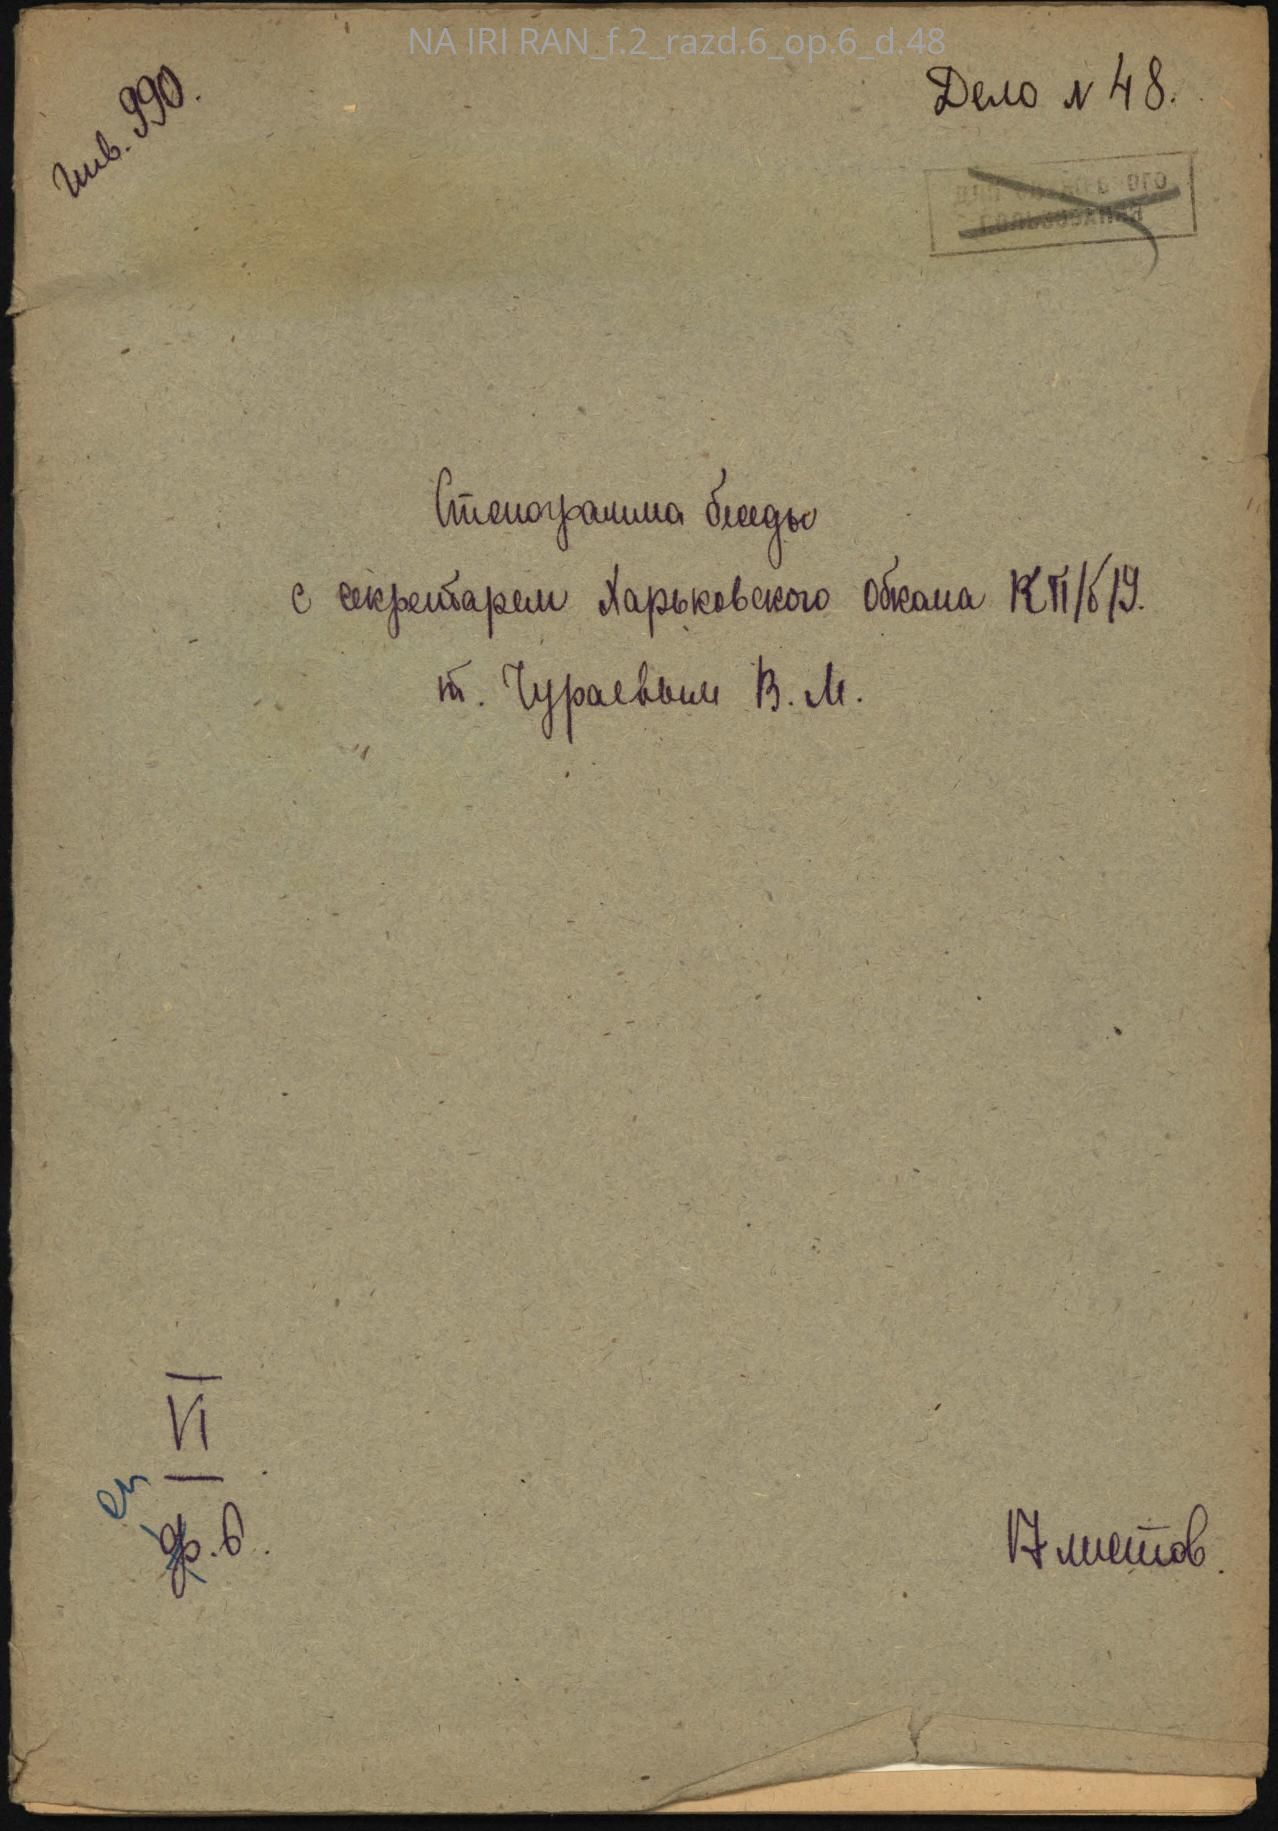 NA IRI RAN_f.2_razd.6_op.6_d.48
Инв. 990.
Дело № 48.
Для служебного пользования
Стенограмма беседы
с секретарем Харьковского Обкома КП/б/У.
т. Чураевым В. М.
VI
оп
ф. 6.
17 листов.